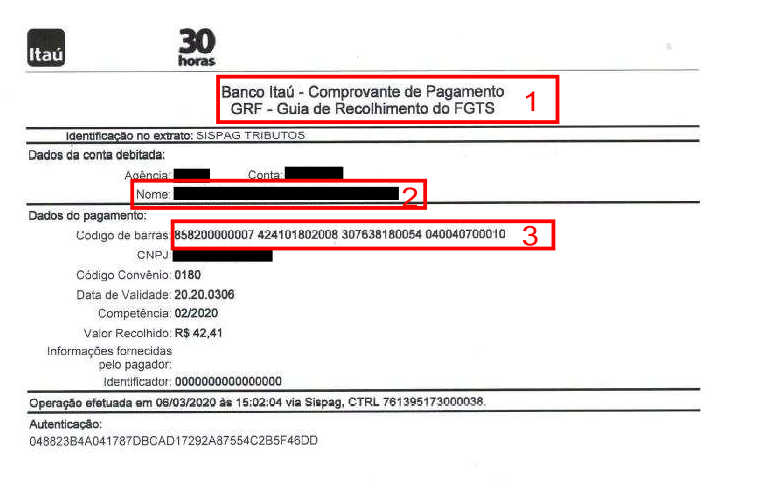 Itaú
30
horas
Banco Itaú - Comprovante de Pagamento
GRF - Guia de Recolhimento do FGTS
1
Identificação no extrato: SISPAG TRIBUTOS
Dados da conta debitada:
Agência: Conta:
Nome: 2
Dados do pagamento:
Codigo de barras: 858200000007 424101802008 307638180054 040040700010 3
CNPJ:
Código Convênio: 0180
Data de Validade: 20.20.0306
Competência: 02/2020
Valor Recolhido: R$ 42,41
Informações fornecidas
pelo pagador:
Identificador: 0000000000000000
Operação efetuada em 06/03/2020 às 15:02:04 via Sispag, CTRL 761395173000038.
Autenticação:
048823B4A041787DBCAD17292A87554C2B5F46DD